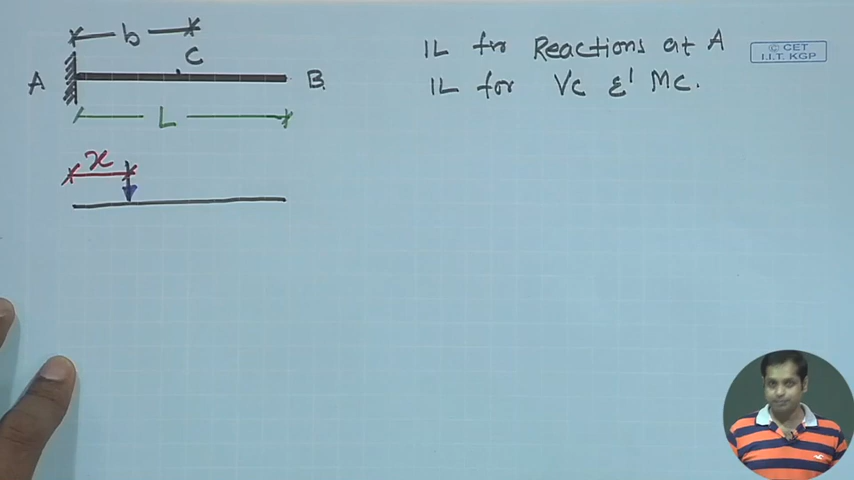 b
C
A
B.
L
x
IL for Reactions at A
IL for Vc & Mc.
© CET
I.I.T. KGP